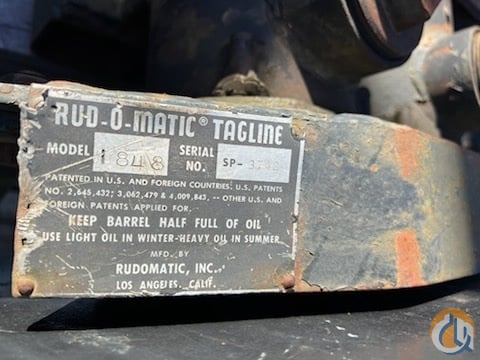 RUD-O-MATIC® TAGLINE
MODEL 1848 SERIAL NO. SP-
PATENTED IN U.S. AND FOREIGN COUNTRIES. U.S. PATENTS
NO. 2,645,432; 3,062,479 & 4,009,843, -- OTHER U.S. AND
FOREIGN PATENTS APPLIED FOR.
KEEP BARREL HALF FULL OF OIL
USE LIGHT OIL IN WINTER-HEAVY OIL IN SUMMER
MFD. BY
RUDOMATIC, INC.
LOS ANGELES, CALIF.